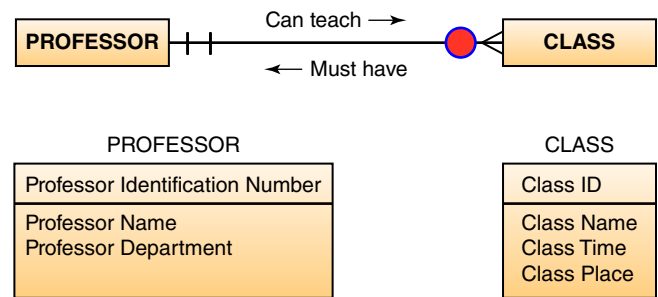 Can teach →
PROFESSOR
CLASS
← Must have
PROFESSOR
Professor Identification Number
Professor Name
Professor Department
CLASS
Class ID
Class Name
Class Time
Class Place